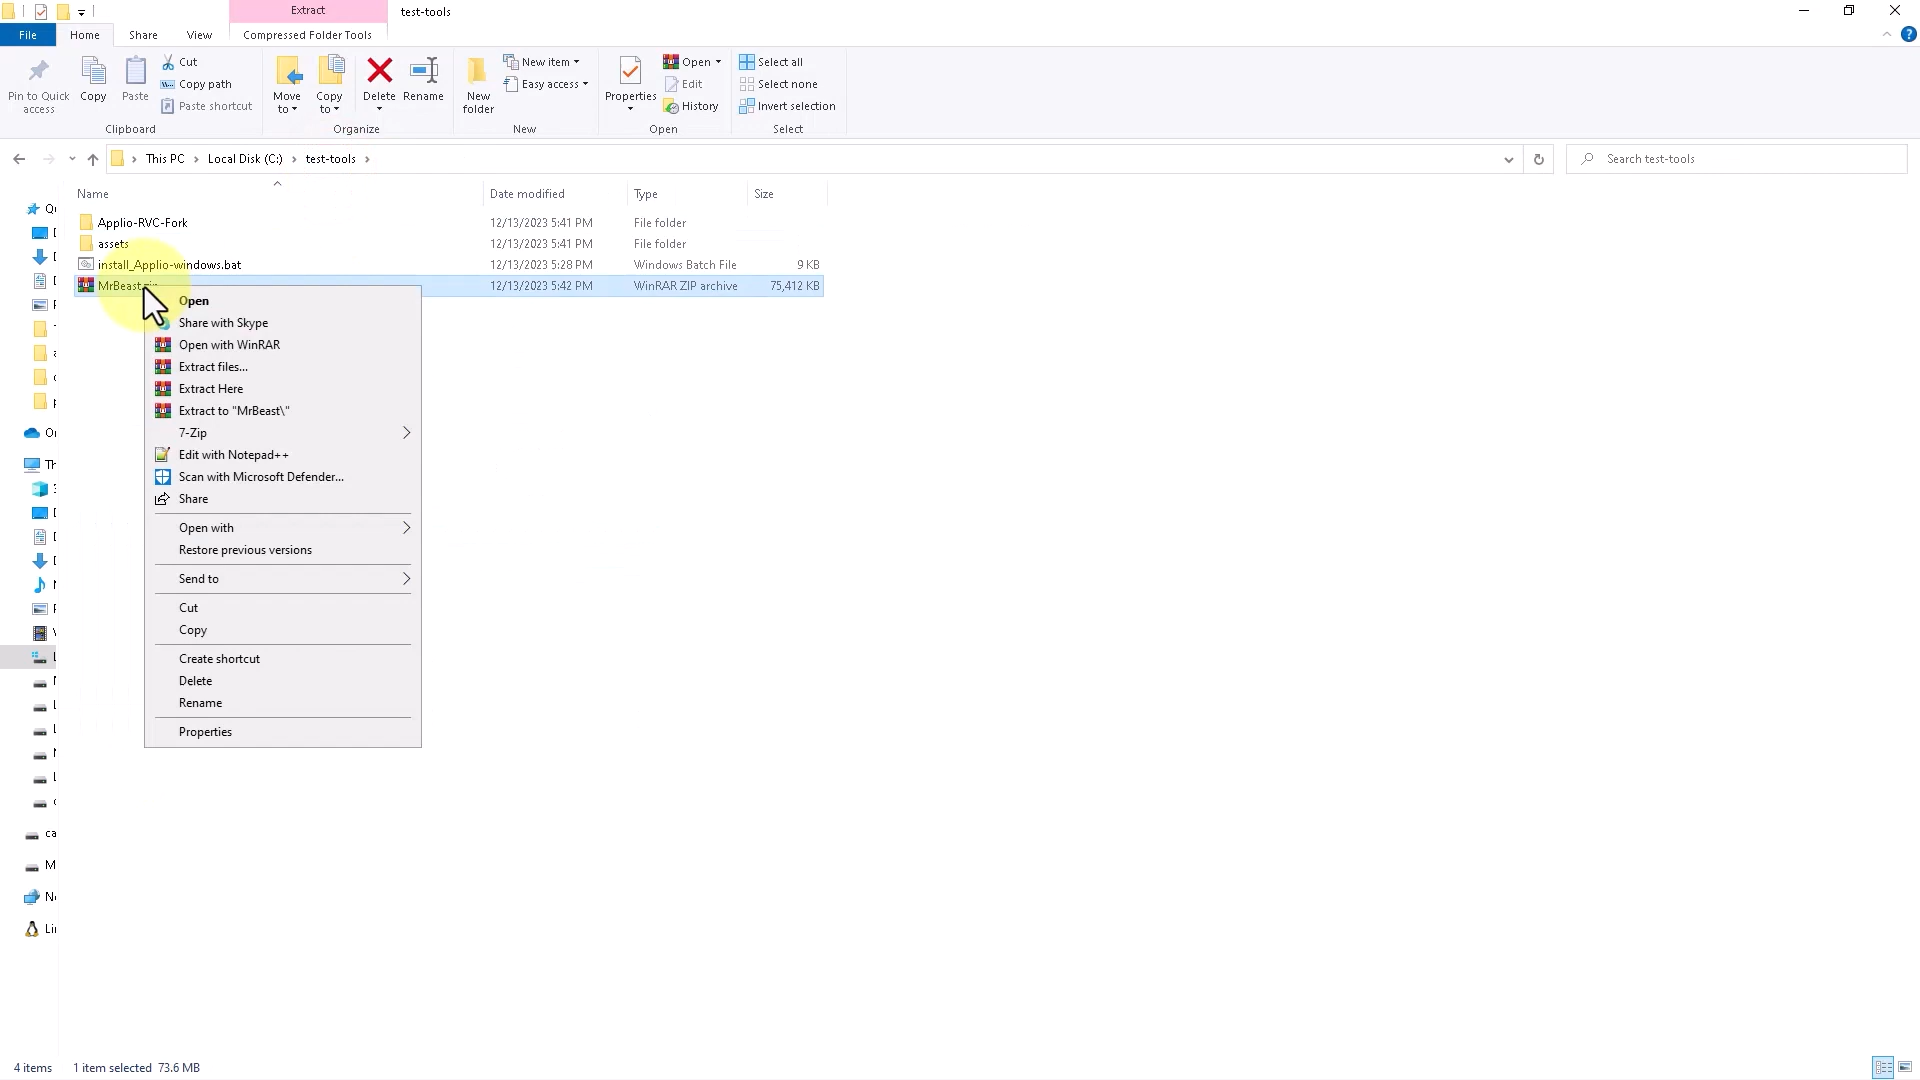 Extract
test-tools
File
Home
Share
View
Compressed Folder Tools
Pin to Quick
access
Copy
Paste
Cut
Copy path
Paste shortcut
Clipboard
Move
to
Copy
to
Delete
Rename
Organize
New
folder
New item
Easy access
New
Properties
Open
Edit
History
Open
Select all
Select none
Invert selection
Select
This PC
Local Disk (C:)
test-tools
Search test-tools
Name
Date modified
Type
Size
Applio-RVC-Fork 12/13/2023 5:41 PM File folder
assets 12/13/2023 5:41 PM File folder
install_Applio-windows.bat 12/13/2023 5:28 PM Windows Batch File 9 KB
MrBeast.zip 12/13/2023 5:42 PM WinRAR ZIP archive 75,412 KB
Open
Share with Skype
Open with WinRAR
Extract files...
Extract Here
Extract to "MrBeast\"
7-Zip
Edit with Notepad++
Scan with Microsoft Defender...
Share
Open with
Restore previous versions
Send to
Cut
Copy
Create shortcut
Delete
Rename
Properties
4 items
1 item selected 73.6 MB